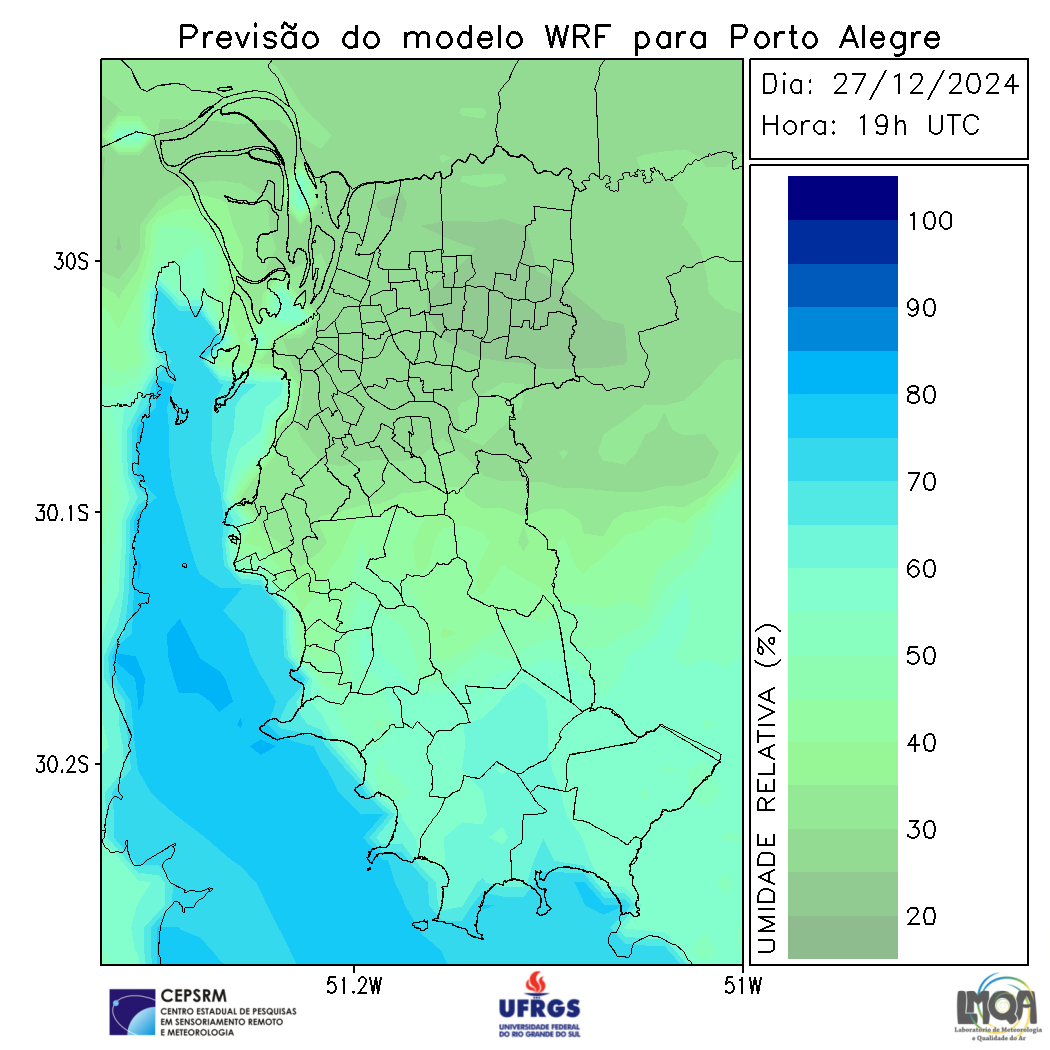 Previsão do modelo WRF para Porto Alegre
Dia: 27/12/2024
Hora: 19h UTC
30S
30.1S
30.2S
51.2W
51W
UMIDADE RELATIVA (%)
100
90
80
70
60
50
40
30
20
CEPSRM
CENTRO ESTADUAL DE PESQUISAS
EM SENSORIAMENTO REMOTO
E METEOROLOGIA
UFRGS
UNIVERSIDADE FEDERAL
DO RIO GRANDE DO SUL
LMQA
Laboratório de Meteorologia
e Qualidade do Ar